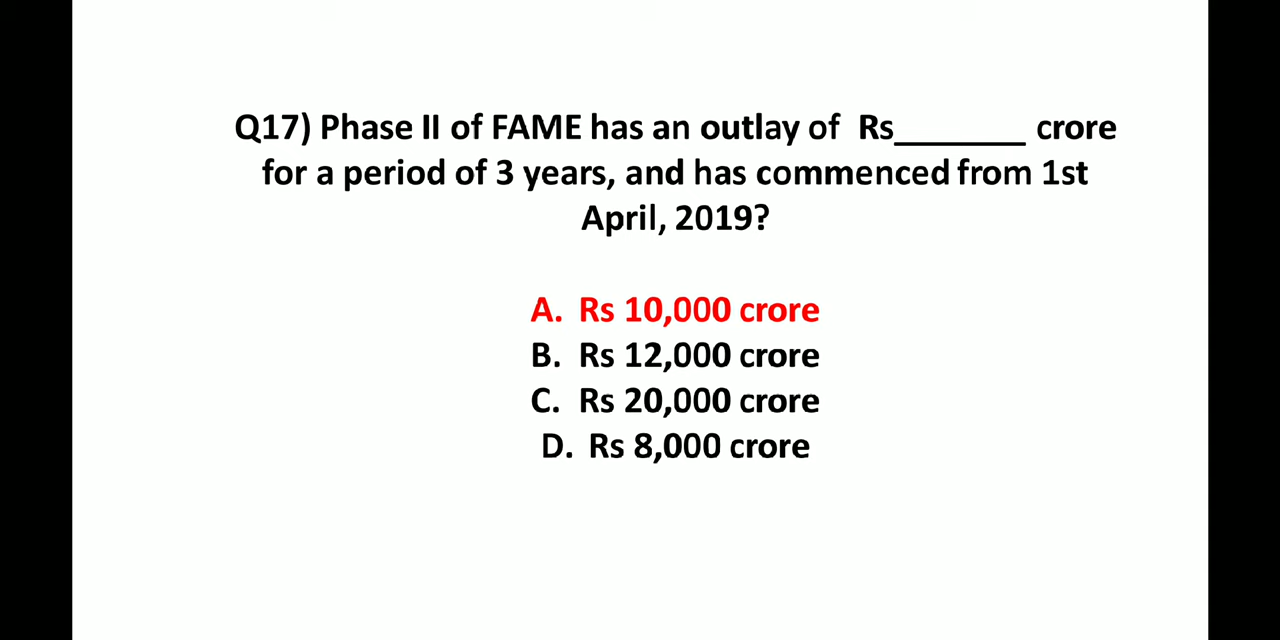 Q17) Phase II of FAME has an outlay of Rs_______ crore
for a period of 3 years, and has commenced from 1st
April, 2019?
A. Rs 10,000 crore
B. Rs 12,000 crore
C. Rs 20,000 crore
D. Rs 8,000 crore